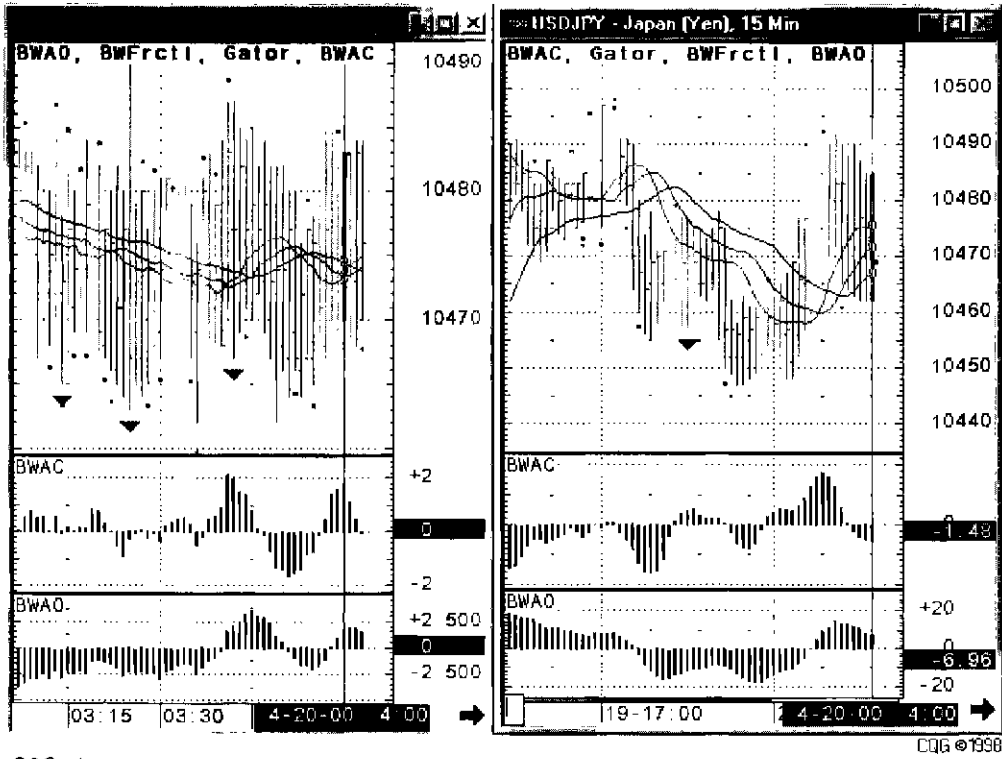 USDJPY - Japan (Yen), 15 Min
BWAO, BWFrctl, Gator, BWAC
10490
10480
10470
BWAC
+2
0
-2
BWAO
+2 500
0
-2 500
03:15 03:30 4-20-00 4:00
BWAC, Gator, BWFrctl, BWAO
10500
10490
10480
10470
10460
10450
10440
BWAC
0
-1.48
BWAO
+20
0
-6.96
-20
19-17:00 4-20-00 4:00
CQG ©1998